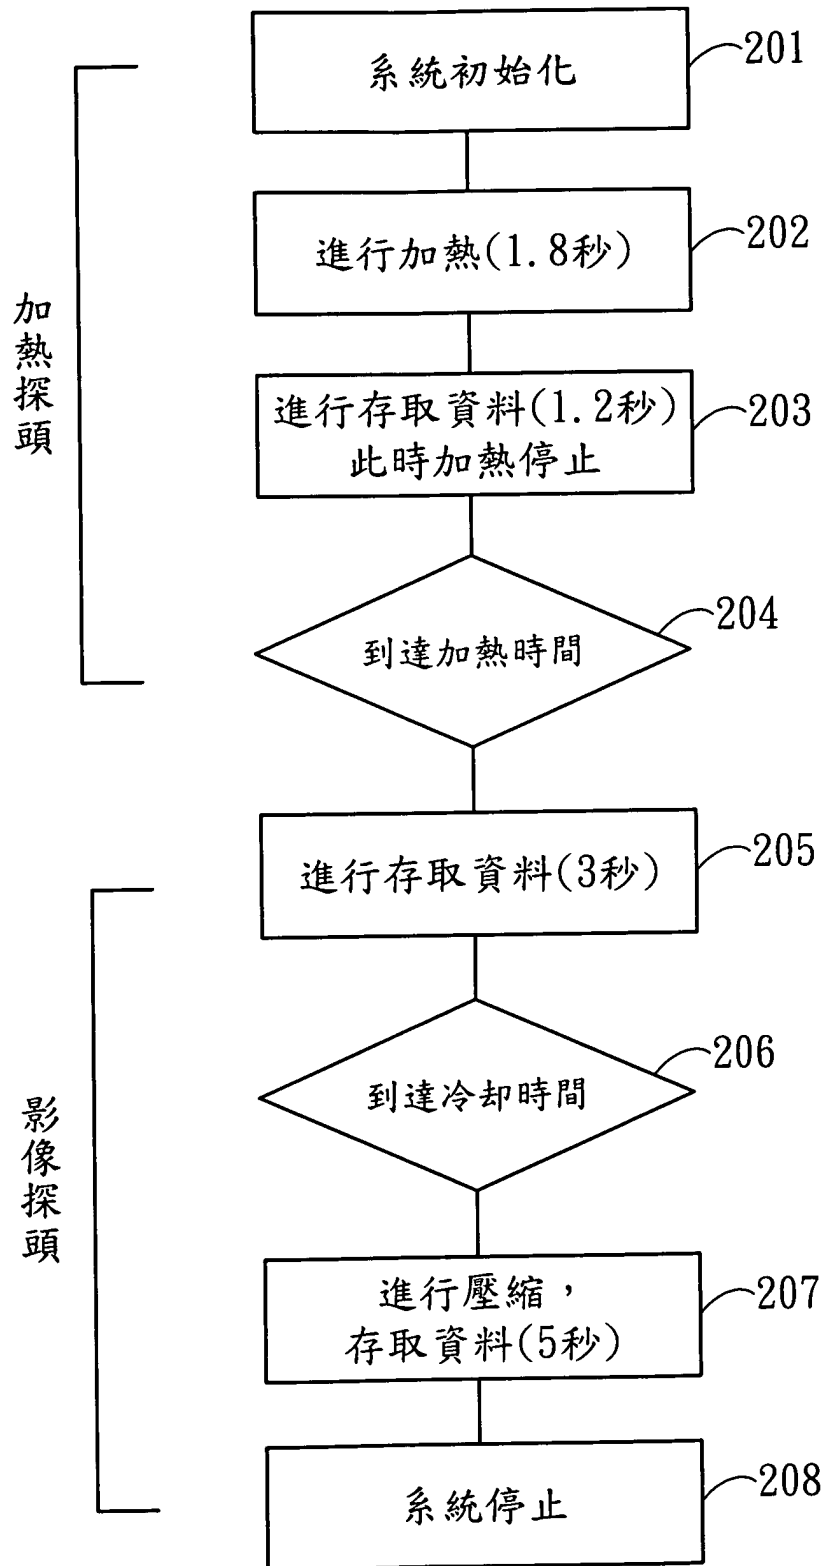 系統初始化
201
進行加熱(1.8秒)
202
進行存取資料(1.2秒)
此時加熱停止
203
到達加熱時間
204
加熱探頭
進行存取資料(3秒)
205
到達冷却時間
206
進行壓縮，
存取資料(5秒)
207
系統停止
208
影像探頭